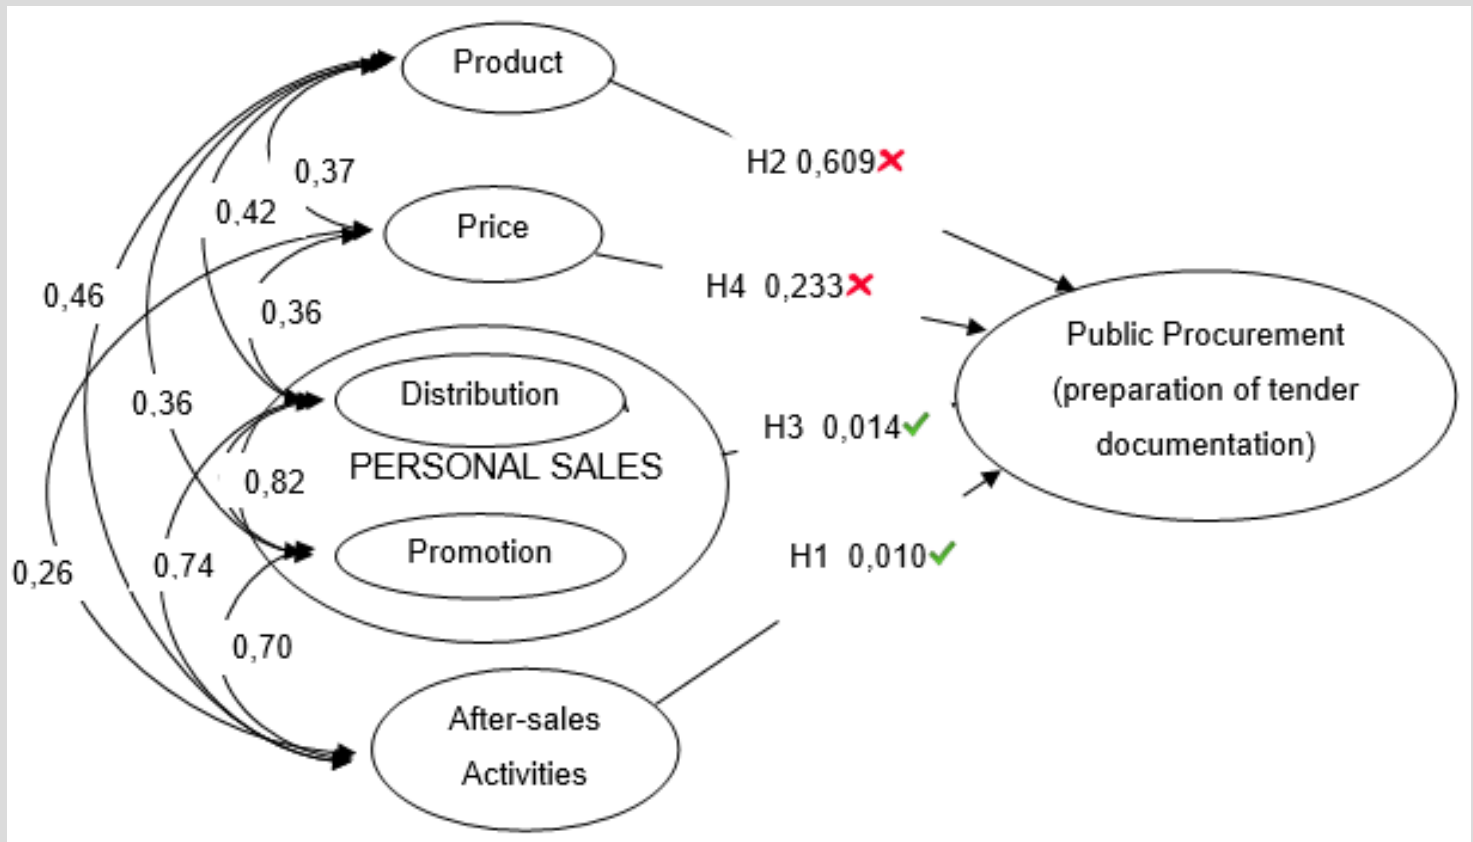 Product
H2 0,609
0,37
0,42
Price
H4 0,233
0,46
0,36
Public Procurement
(preparation of tender
documentation)
Distribution
0,36
H3 0,014
PERSONAL SALES
0,82
Promotion
H1 0,010
0,26
0,74
0,70
After-sales
Activities